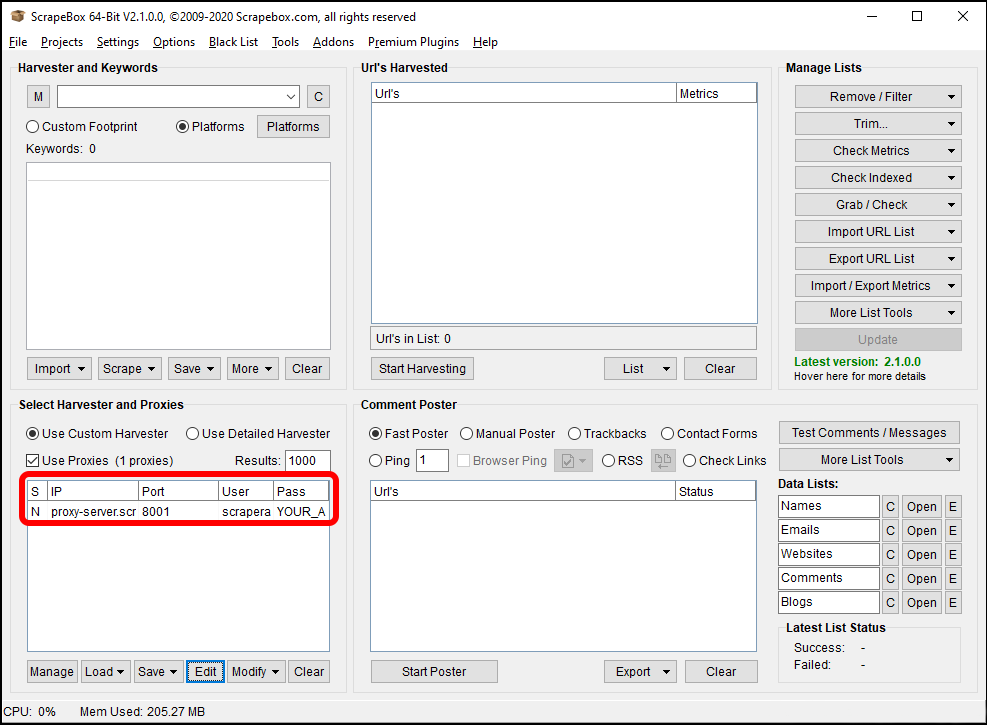 ScrapeBox 64-Bit V2.1.0.0, ©2009-2020 Scrapebox.com, all rights reserved
File Projects Settings Options Black List Tools Addons Premium Plugins Help
Harvester and Keywords
M C
Custom Footprint Platforms Platforms
Keywords: 0
Import Scrape Save More Clear
Url's Harvested
Url's Metrics
Url's in List: 0
Start Harvesting List Clear
Manage Lists
Remove / Filter
Trim...
Check Metrics
Check Indexed
Grab / Check
Import URL List
Export URL List
Import / Export Metrics
More List Tools
Update
Latest version: 2.1.0.0
Hover here for more details
Select Harvester and Proxies
Use Custom Harvester Use Detailed Harvester
Use Proxies (1 proxies) Results: 1000
S IP Port User Pass
N proxy-server.scr 8001 scrapera YOUR_A
Manage Load Save Edit Modify Clear
Comment Poster
Fast Poster Manual Poster Trackbacks Contact Forms
Ping 1 Browser Ping RSS Check Links
Url's Status
Start Poster Export Clear
Test Comments / Messages
More List Tools
Data Lists:
Names C Open E
Emails C Open E
Websites C Open E
Comments C Open E
Blogs C Open E
Latest List Status
Success: -
Failed: -
CPU: 0% Mem Used: 205.27 MB